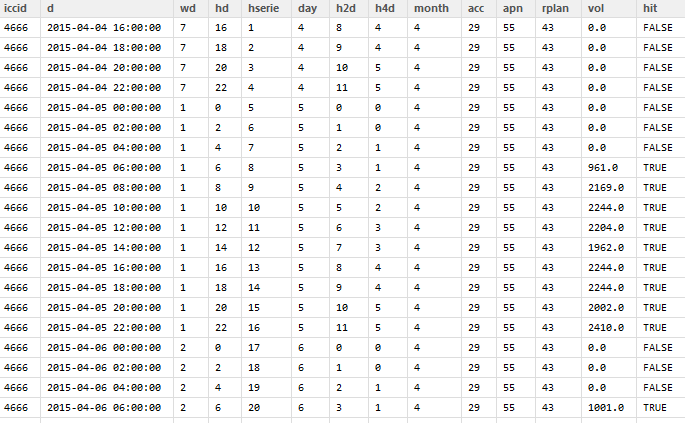 iccid d wd hd hserie day h2d h4d month acc apn rplan vol hit
4666 2015-04-04 16:00:00 7 16 1 4 8 4 4 29 55 43 0.0 FALSE
4666 2015-04-04 18:00:00 7 18 2 4 9 4 4 29 55 43 0.0 FALSE
4666 2015-04-04 20:00:00 7 20 3 4 10 5 4 29 55 43 0.0 FALSE
4666 2015-04-04 22:00:00 7 22 4 4 11 5 4 29 55 43 0.0 FALSE
4666 2015-04-05 00:00:00 1 0 5 5 0 0 4 29 55 43 0.0 FALSE
4666 2015-04-05 02:00:00 1 2 6 5 1 0 4 29 55 43 0.0 FALSE
4666 2015-04-05 04:00:00 1 4 7 5 2 1 4 29 55 43 0.0 FALSE
4666 2015-04-05 06:00:00 1 6 8 5 3 1 4 29 55 43 961.0 TRUE
4666 2015-04-05 08:00:00 1 8 9 5 4 2 4 29 55 43 2169.0 TRUE
4666 2015-04-05 10:00:00 1 10 10 5 5 2 4 29 55 43 2244.0 TRUE
4666 2015-04-05 12:00:00 1 12 11 5 6 3 4 29 55 43 2204.0 TRUE
4666 2015-04-05 14:00:00 1 14 12 5 7 3 4 29 55 43 1962.0 TRUE
4666 2015-04-05 16:00:00 1 16 13 5 8 4 4 29 55 43 2244.0 TRUE
4666 2015-04-05 18:00:00 1 18 14 5 9 4 4 29 55 43 2244.0 TRUE
4666 2015-04-05 20:00:00 1 20 15 5 10 5 4 29 55 43 2002.0 TRUE
4666 2015-04-05 22:00:00 1 22 16 5 11 5 4 29 55 43 2410.0 TRUE
4666 2015-04-06 00:00:00 2 0 17 6 0 0 4 29 55 43 0.0 FALSE
4666 2015-04-06 02:00:00 2 2 18 6 1 0 4 29 55 43 0.0 FALSE
4666 2015-04-06 04:00:00 2 4 19 6 2 1 4 29 55 43 0.0 FALSE
4666 2015-04-06 06:00:00 2 6 20 6 3 1 4 29 55 43 1001.0 TRUE